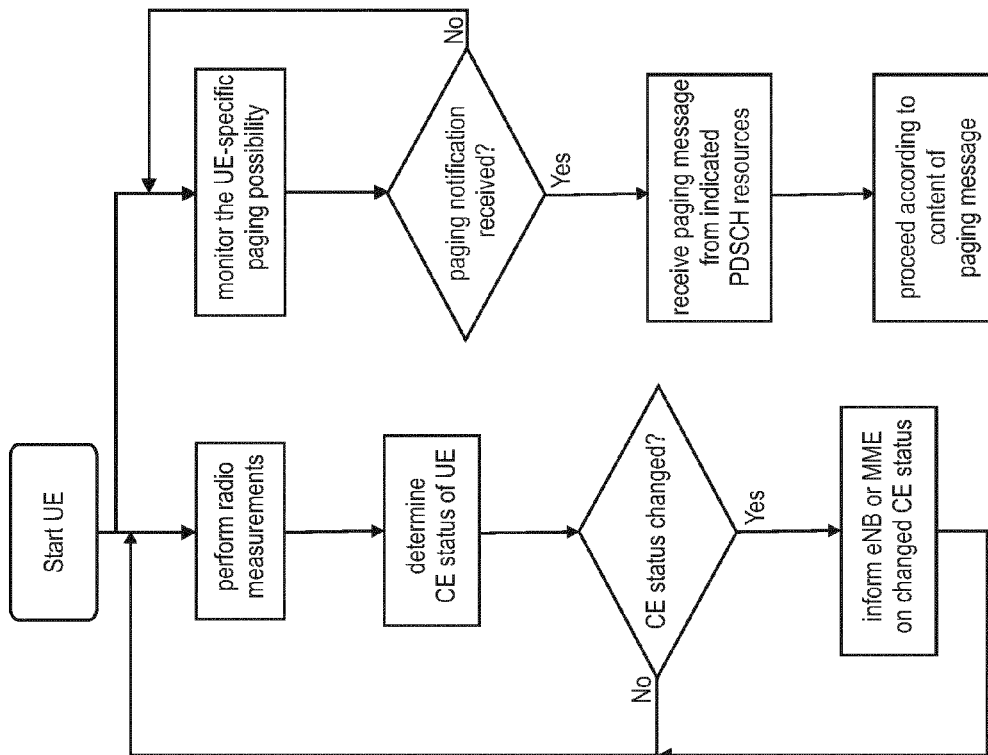 Start UE
perform radio
measurements
determine
CE status of UE
CE status changed?
No
Yes
inform eNB or MME
on changed CE status
monitor the UE-specific
paging possibility
paging notification
received?
No
Yes
receive paging message
from indicated
PDSCH resources
proceed according to
content of
paging message